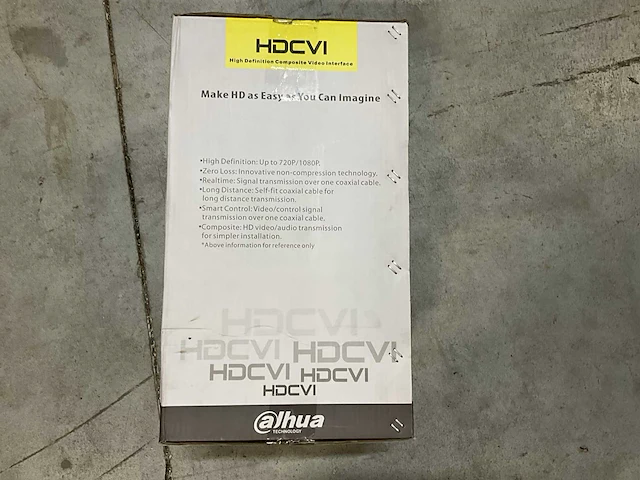 HDCVI
High Definition Composite Video Interface
Make HD as Easy as You Can Imagine
•High Definition: Up to 720P/1080P.
•Zero Loss: Innovative non-compression technology.
•Realtime: Signal transmission over one coaxial cable.
•Long Distance: Self-fit coaxial cable for
long distance transmission.
•Smart Control: Video/control signal
transmission over one coaxial cable.
•Composite: HD video/audio transmission
for simpler installation.
*Above information for reference only
HDCVI
HDCVI HDCVI
HDCVI HDCVI
HDCVI
alhua
TECHNOLOGY